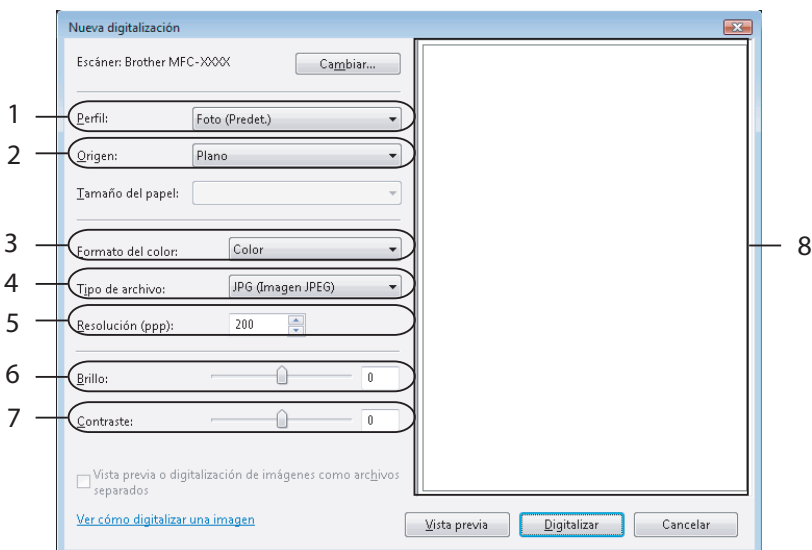 Nueva digitalización
Escáner: Brother MFC-XXXX
Cambiar...
1
Perfil:
Foto (Predet.)
2
Origen:
Plano
Tamaño del papel:
3
Formato del color:
Color
8
4
Tipo de archivo:
JPG (Imagen JPEG)
5
Resolución (ppp):
200
6
Brillo:
0
7
Contraste:
0
Vista previa o digitalización de imágenes como archivos
separados
Ver cómo digitalizar una imagen
Vista previa
Digitalizar
Cancelar